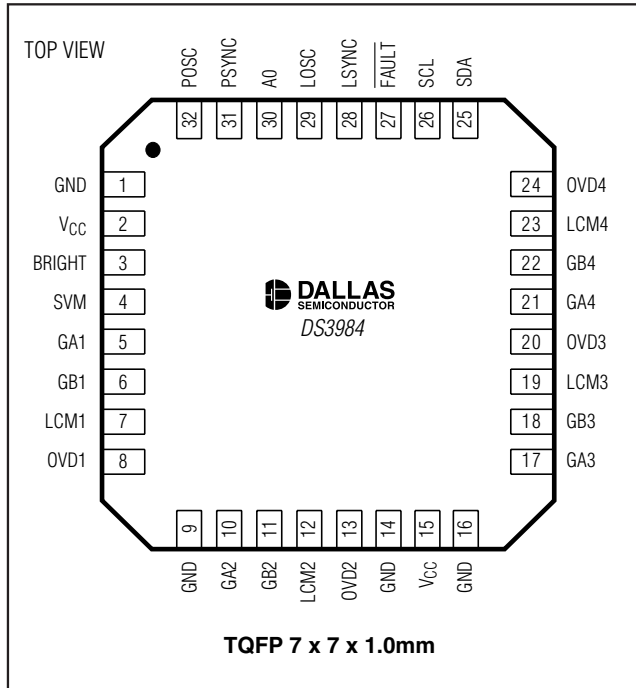 TOP VIEW
POSC
PSYNC
A0
LOSC
LSYNC
FAULT
SCL
SDA
32
31
30
29
28
27
26
25
GND 1
VCC 2
BRIGHT 3
SVM 4
GA1 5
GB1 6
LCM1 7
OVD1 8
DALLAS
SEMICONDUCTOR
DS3984
24 OVD4
23 LCM4
22 GB4
21 GA4
20 OVD3
19 LCM3
18 GB3
17 GA3
9
10
11
12
13
14
15
16
GND
GA2
GB2
LCM2
OVD2
GND
VCC
GND
TQFP 7 x 7 x 1.0mm